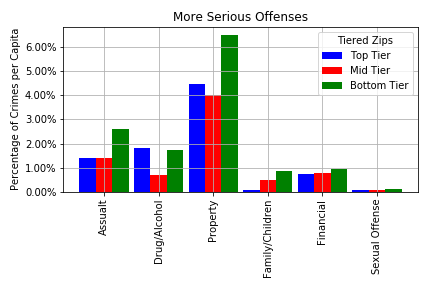 More Serious Offenses
Percentage of Crimes per Capita
6.00%
5.00%
4.00%
3.00%
2.00%
1.00%
0.00%
Tiered Zips
Top Tier
Mid Tier
Bottom Tier
Assualt
Drug/Alcohol
Property
Family/Children
Financial
Sexual Offense